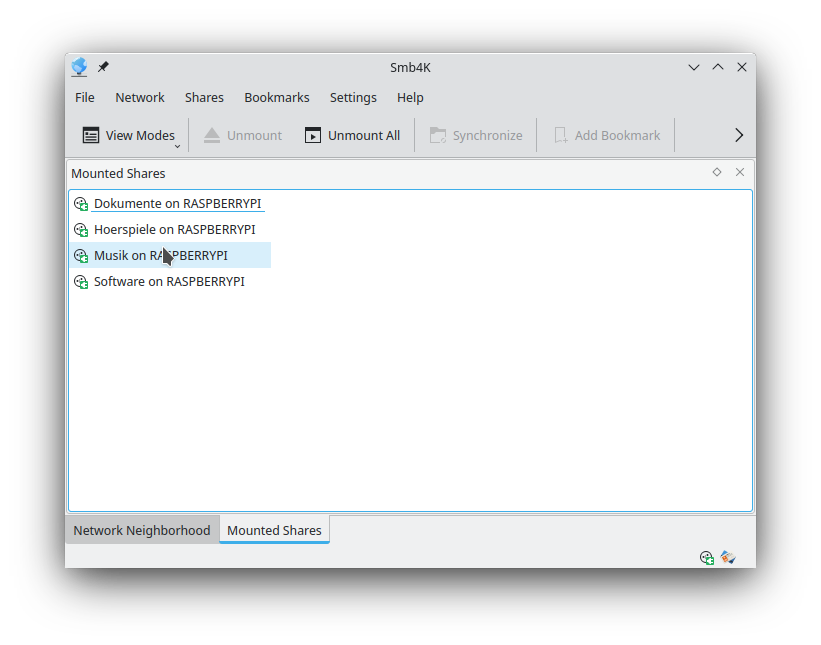 Smb4K
File Network Shares Bookmarks Settings Help
View Modes Unmount Unmount All Synchronize Add Bookmark
Mounted Shares
Dokumente on RASPBERRYPI
Hoerspiele on RASPBERRYPI
Musik on RASPBERRYPI
Software on RASPBERRYPI
Network Neighborhood Mounted Shares